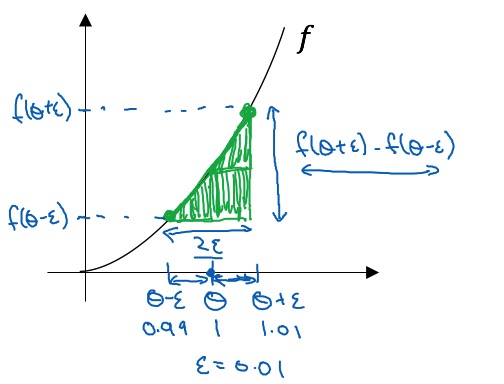 f
f(θ+ε)
f(θ+ε) - f(θ-ε)
f(θ-ε)
2ε
θ-ε θ θ+ε
0.99 1 1.01
ε = 0.01